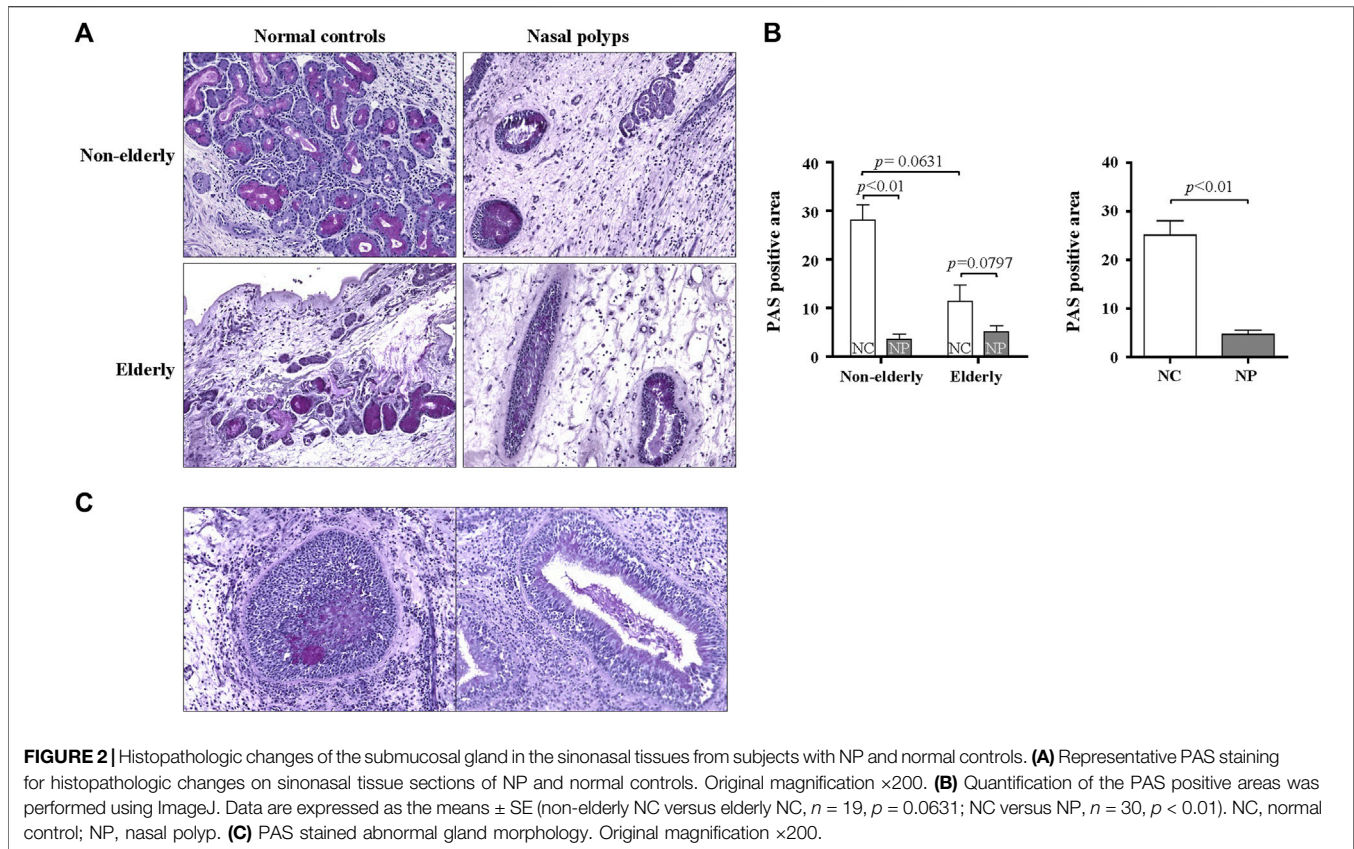 A
Normal controls
Nasal polyps
Non-elderly
Elderly
B
PAS positive area
40
30
20
10
0
p= 0.0631
p<0.01
p=0.0797
NC
NP
NC
NP
Non-elderly
Elderly
PAS positive area
40
30
20
10
0
p<0.01
NC
NP
C
FIGURE 2 | Histopathologic changes of the submucosal gland in the sinonasal tissues from subjects with NP and normal controls. (A) Representative PAS staining
for histopathologic changes on sinonasal tissue sections of NP and normal controls. Original magnification ×200. (B) Quantification of the PAS positive areas was
performed using ImageJ. Data are expressed as the means ± SE (non-elderly NC versus elderly NC, n = 19, p = 0.0631; NC versus NP, n = 30, p < 0.01). NC, normal
control; NP, nasal polyp. (C) PAS stained abnormal gland morphology. Original magnification ×200.